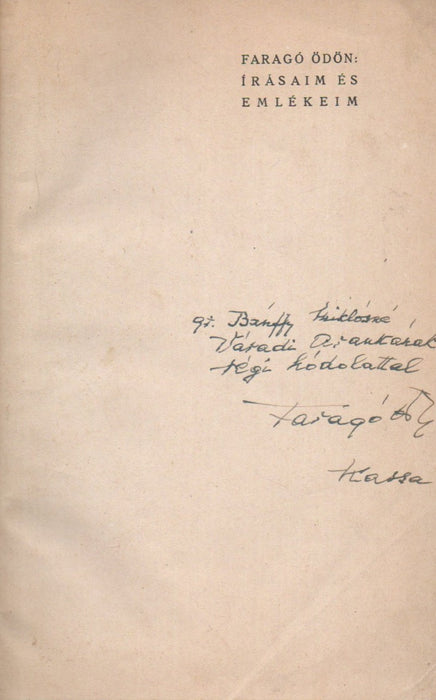 FARAGÓ ÖDÖN:
ÍRÁSAIM ÉS
EMLÉKEIM
gr. Bánffy Miklósné
Váradi Arankának
régi hódolattal
Faragó Ö
Kassa